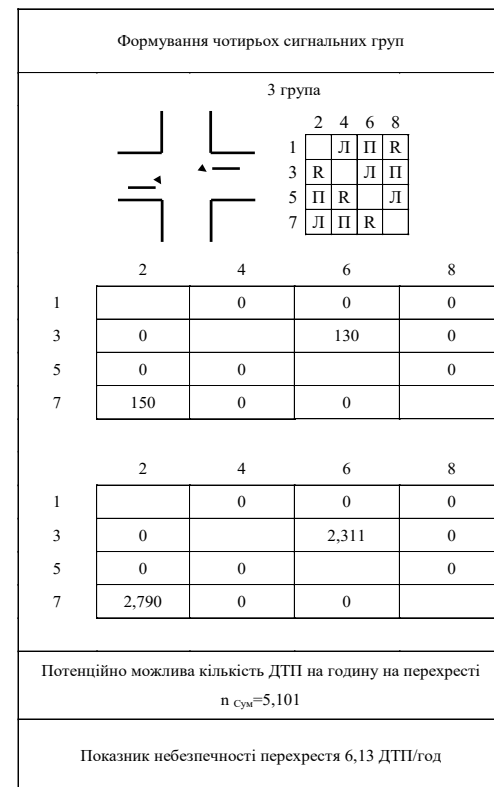 Формування чотирьох сигнальних груп
3 група
2 4 6 8
1 Л П R
3 R Л П
5 П R Л
7 Л П R
2 4 6 8
1 0 0 0
3 0 130 0
5 0 0 0
7 150 0 0
2 4 6 8
1 0 0 0
3 0 2,311 0
5 0 0 0
7 2,790 0 0
Потенційно можлива кількість ДТП на годину на перехресті
n Сум=5,101
Показник небезпечності перехрестя 6,13 ДТП/год